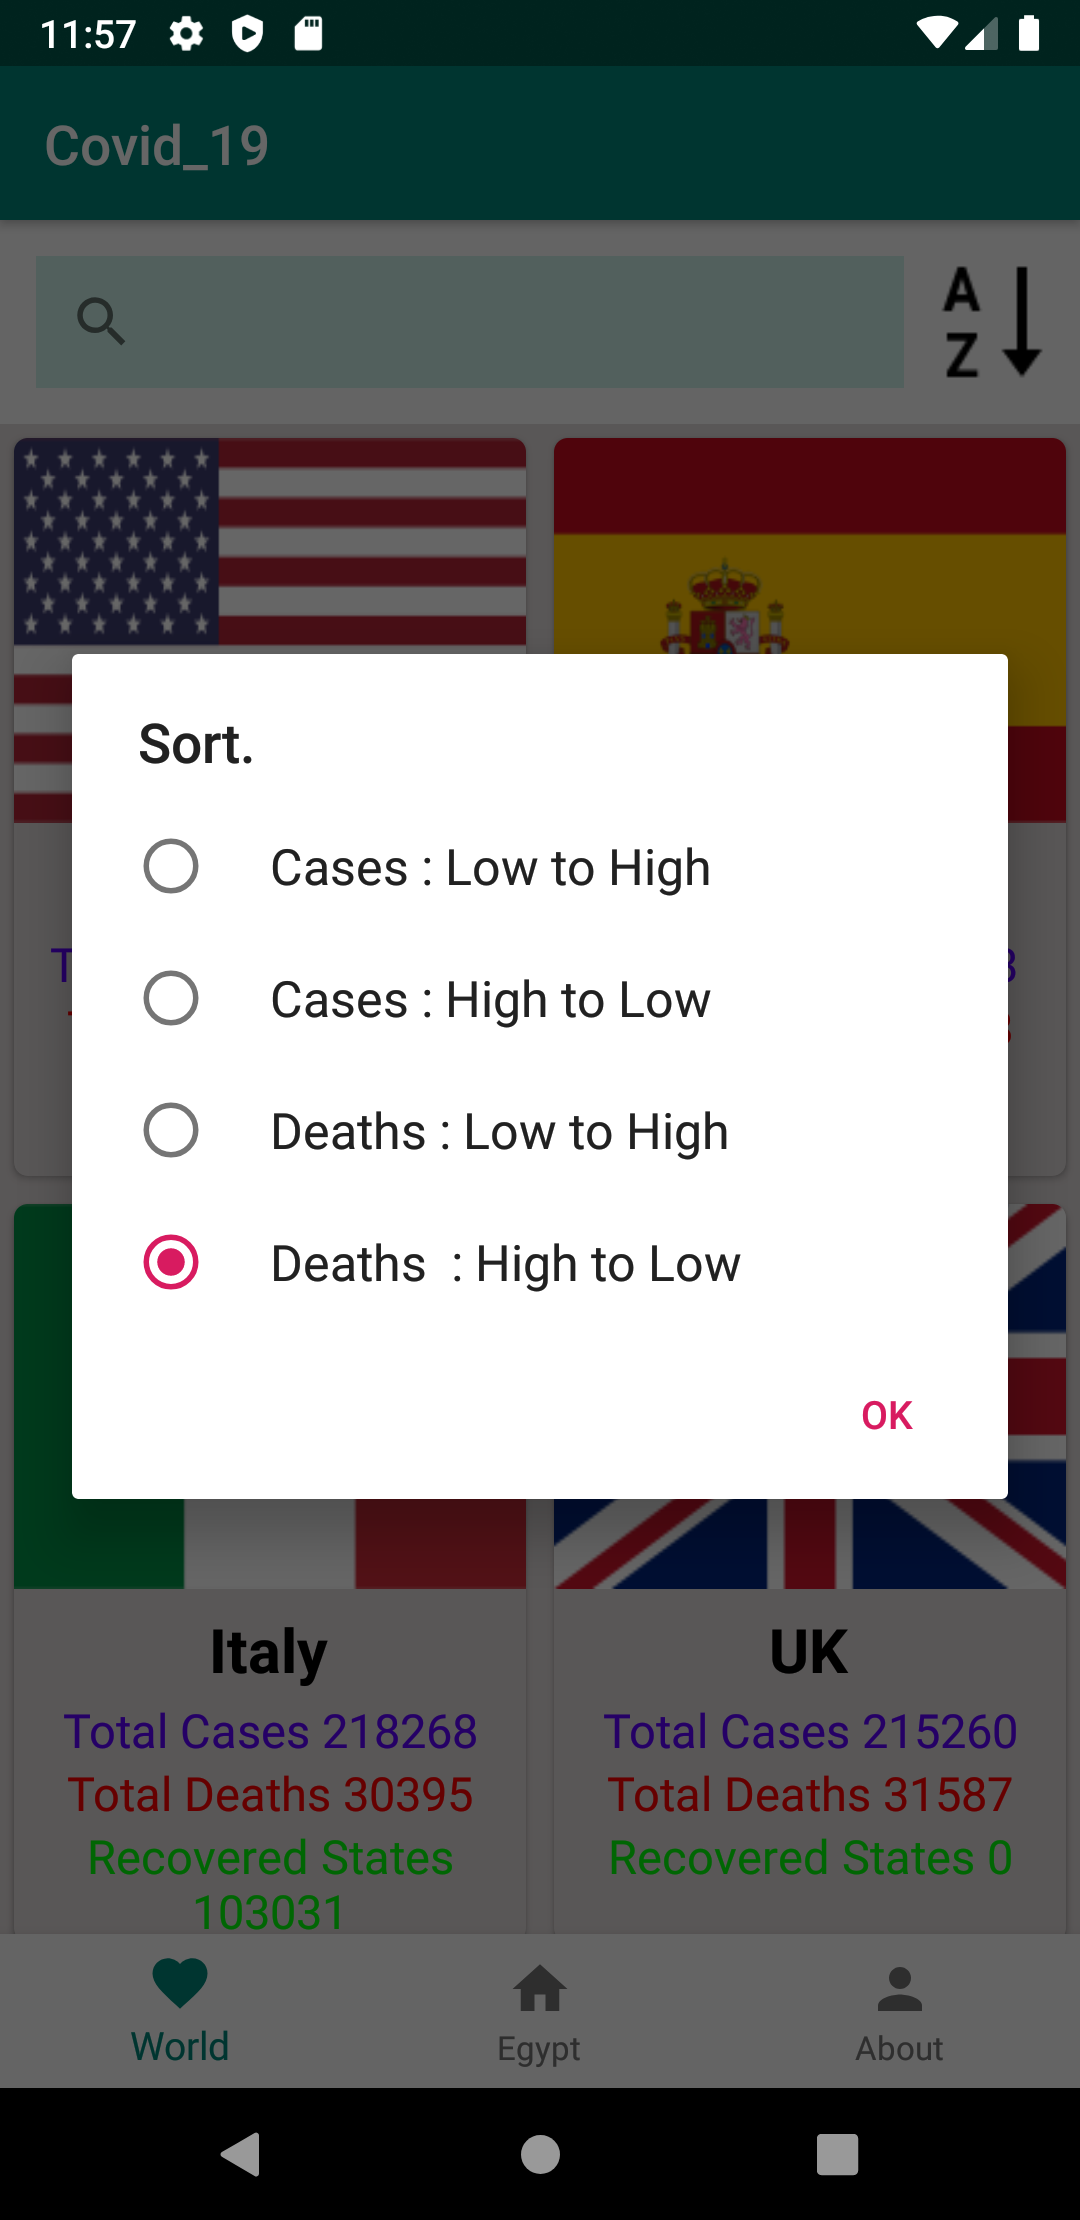 11:57
Covid_19
A
Z
Sort.
Cases : Low to High
Cases : High to Low
Deaths : Low to High
Deaths  : High to Low
OK
Italy
Total Cases 218268
Total Deaths 30395
Recovered States
103031
UK
Total Cases 215260
Total Deaths 31587
Recovered States 0
World
Egypt
About